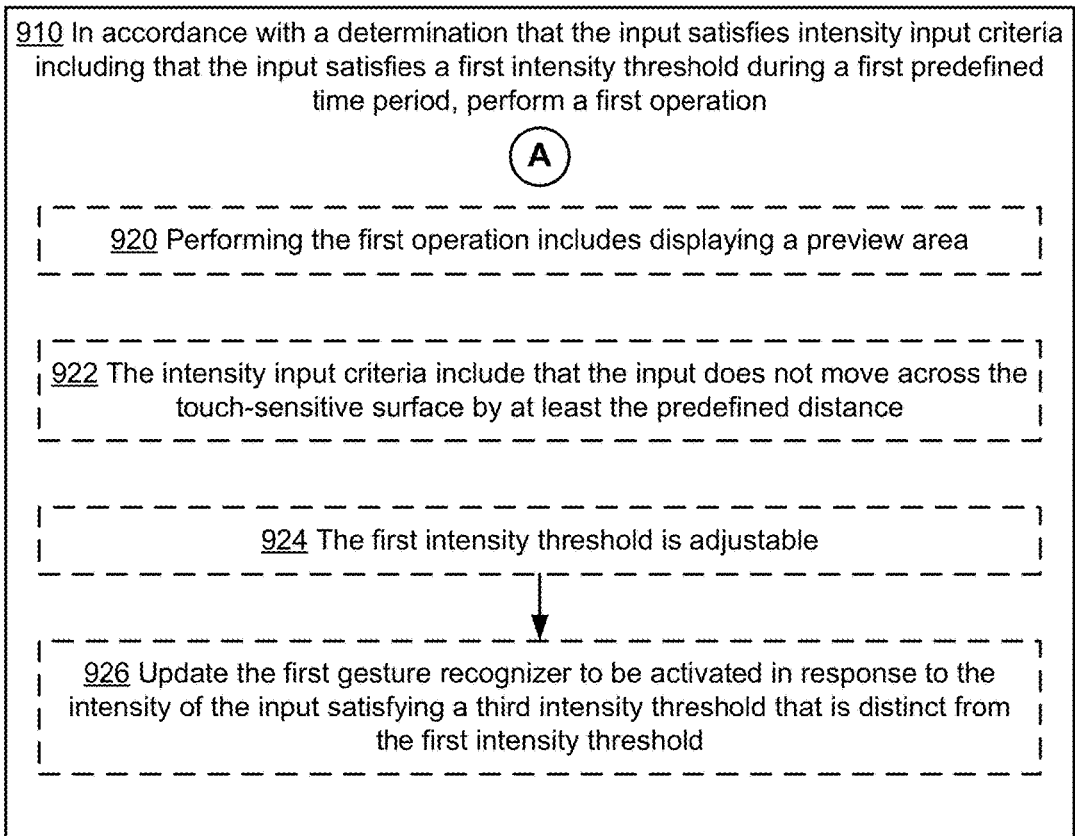 910 In accordance with a determination that the input satisfies intensity input criteria
including that the input satisfies a first intensity threshold during a first predefined
time period, perform a first operation
A
920 Performing the first operation includes displaying a preview area
922 The intensity input criteria include that the input does not move across the
touch-sensitive surface by at least the predefined distance
924 The first intensity threshold is adjustable
926 Update the first gesture recognizer to be activated in response to the
intensity of the input satisfying a third intensity threshold that is distinct from
the first intensity threshold